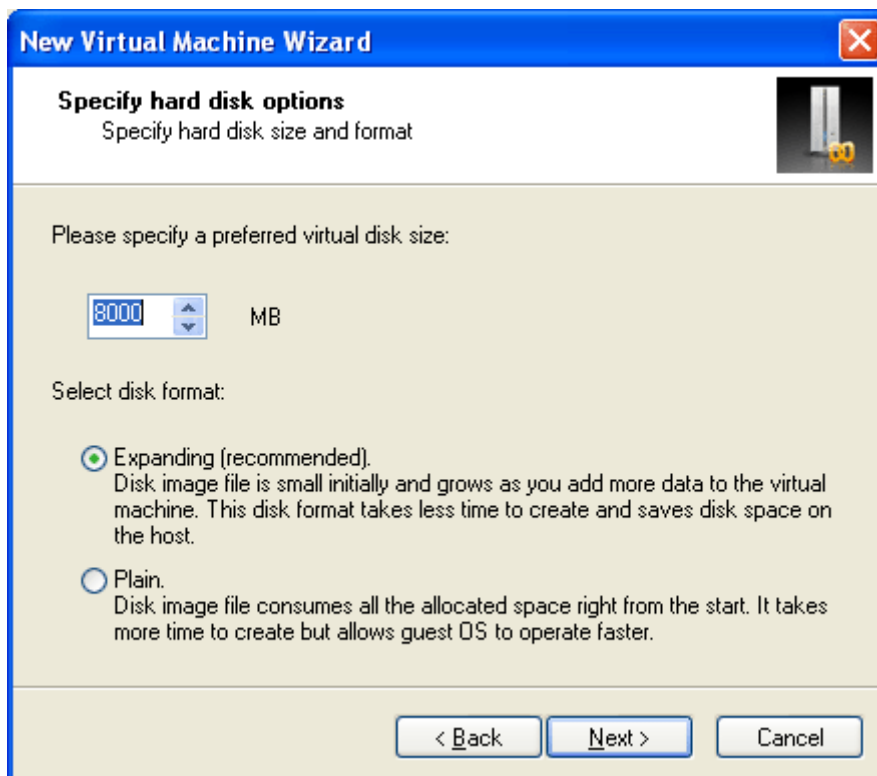 New Virtual Machine Wizard
Specify hard disk options
Specify hard disk size and format
Please specify a preferred virtual disk size:
8000 MB
Select disk format:
Expanding (recommended).
Disk image file is small initially and grows as you add more data to the virtual
machine. This disk format takes less time to create and saves disk space on
the host.
Plain.
Disk image file consumes all the allocated space right from the start. It takes
more time to create but allows guest OS to operate faster.
< Back Next > Cancel